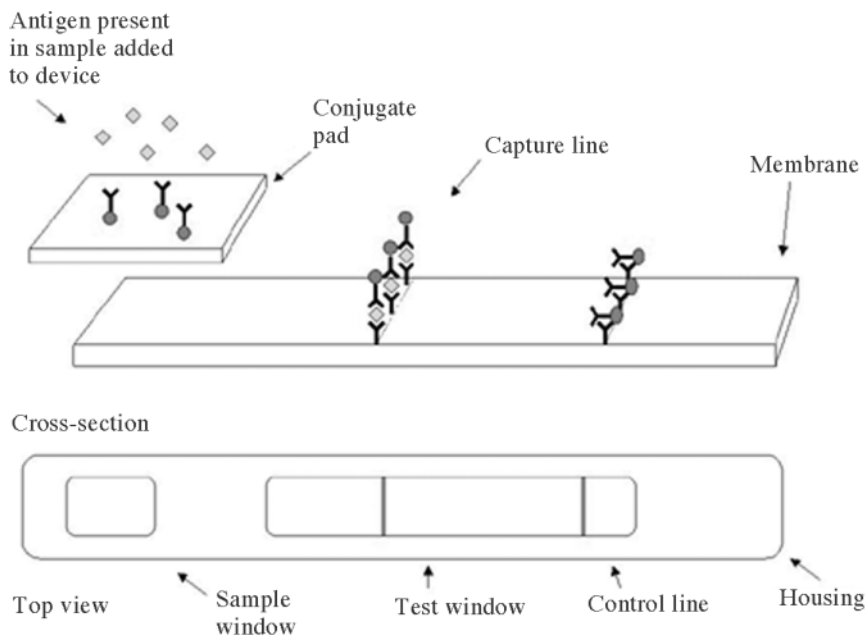 Antigen present
in sample added
to device
Conjugate
pad
Capture line
Membrane
Cross-section
Top view
Sample
window
Test window
Control line
Housing